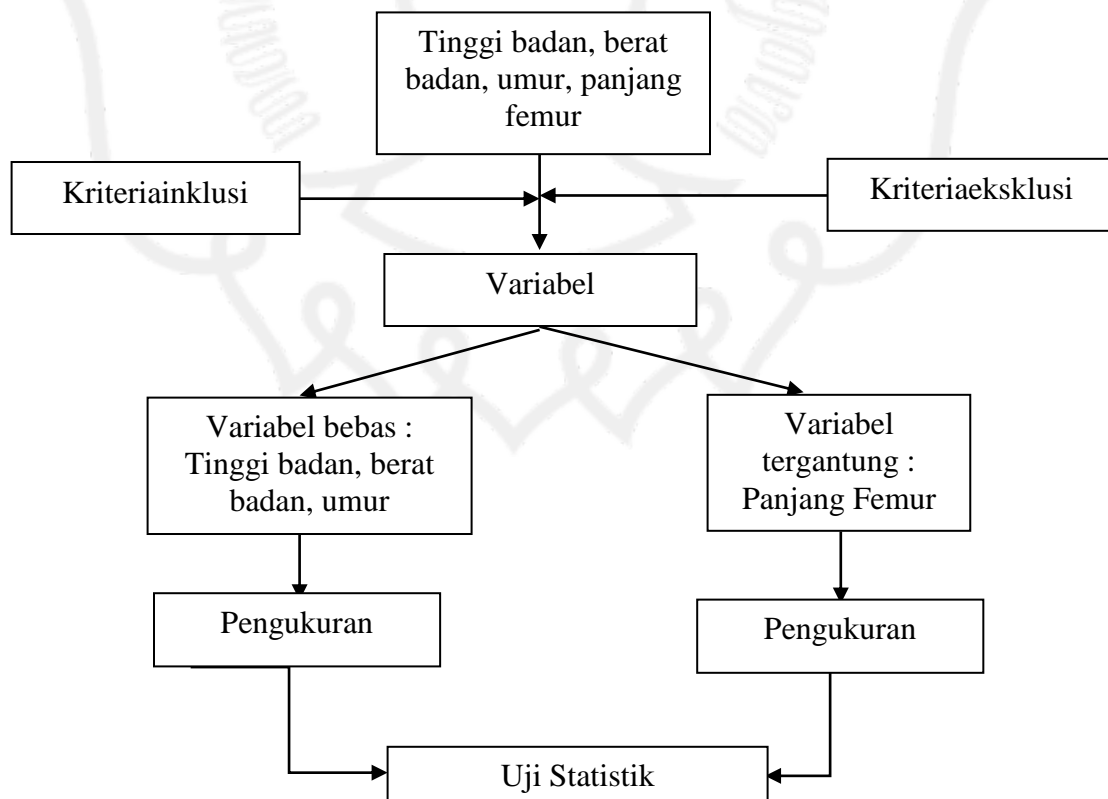 Tinggi badan, berat
badan, umur, panjang
femur
Kriteriainklusi
Kriteriaeksklusi
Variabel
Variabel bebas :
Tinggi badan, berat
badan, umur
Variabel
tergantung :
Panjang Femur
Pengukuran
Pengukuran
Uji Statistik